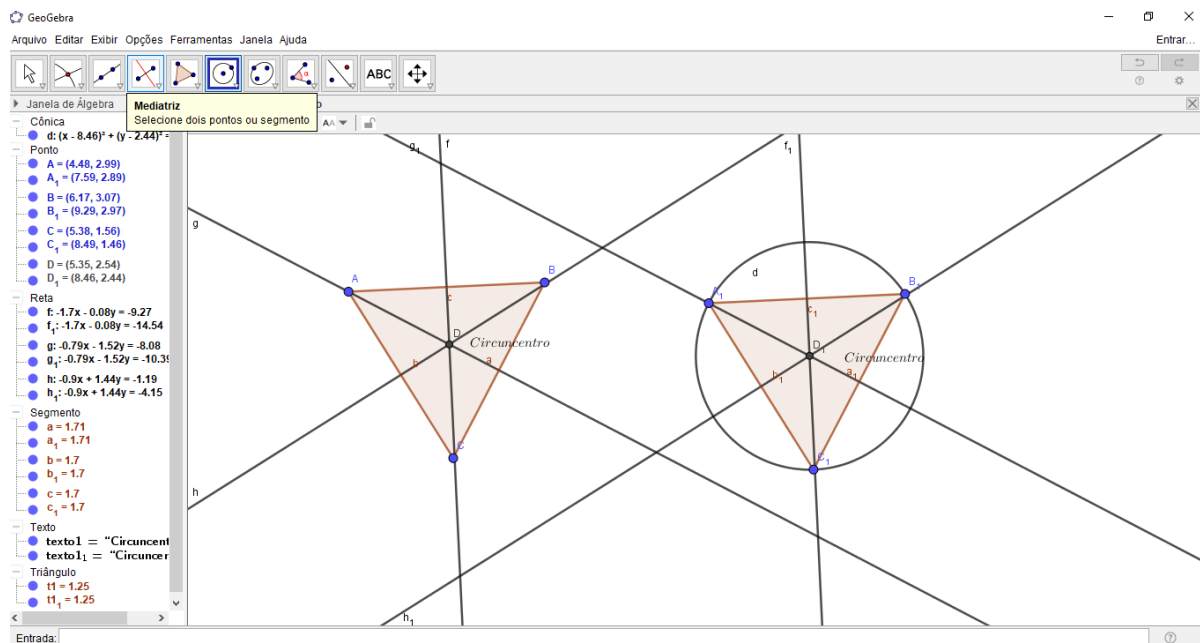 GeoGebra
Arquivo Editar Exibir Opções Ferramentas Janela Ajuda
Entrar...
ABC
Janela de Álgebra
Mediatriz
Selecione dois pontos ou segmento
AA
Cônica
d: (x - 8.46)² + (y - 2.44)² =
Ponto
A = (4.48, 2.99)
A₁ = (7.59, 2.89)
B = (6.17, 3.07)
B₁ = (9.29, 2.97)
C = (5.38, 1.56)
C₁ = (8.49, 1.46)
D = (5.35, 2.54)
D₁ = (8.46, 2.44)
Reta
f: -1.7x - 0.08y = -9.27
f₁: -1.7x - 0.08y = -14.54
g: -0.79x - 1.52y = -8.08
g₁: -0.79x - 1.52y = -10.39
h: -0.9x + 1.44y = -1.19
h₁: -0.9x + 1.44y = -4.15
Segmento
a = 1.71
a₁ = 1.71
b = 1.7
b₁ = 1.7
c = 1.7
c₁ = 1.7
Texto
texto1 = “Circuncent
texto1₁ = “Circuncer
Triângulo
t1 = 1.25
t1₁ = 1.25
g₁ f f₁
g
A B
c
D Circuncentro
b a
C
h
h₁
d
A₁ B₁
c₁
D₁ Circuncentro
b₁ a₁
C₁
Entrada: